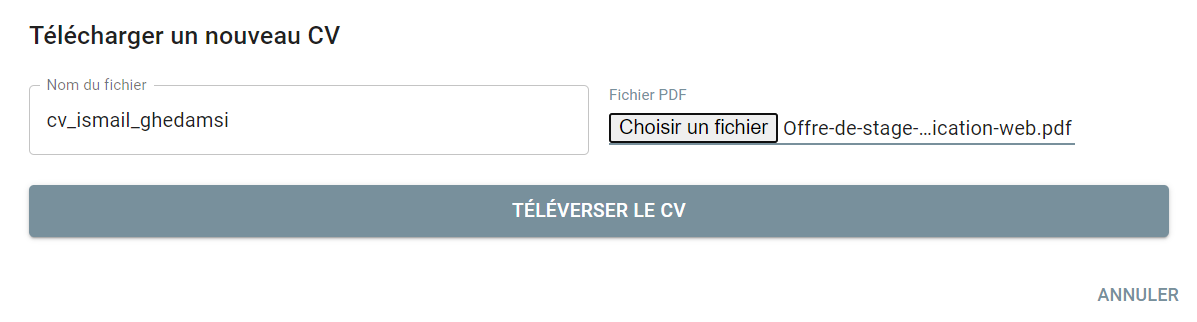 Télécharger un nouveau CV
Nom du fichier
cv_ismail_ghedamsi
Fichier PDF
Choisir un fichier Offre-de-stage-...ication-web.pdf
TÉLÉVERSER LE CV
ANNULER